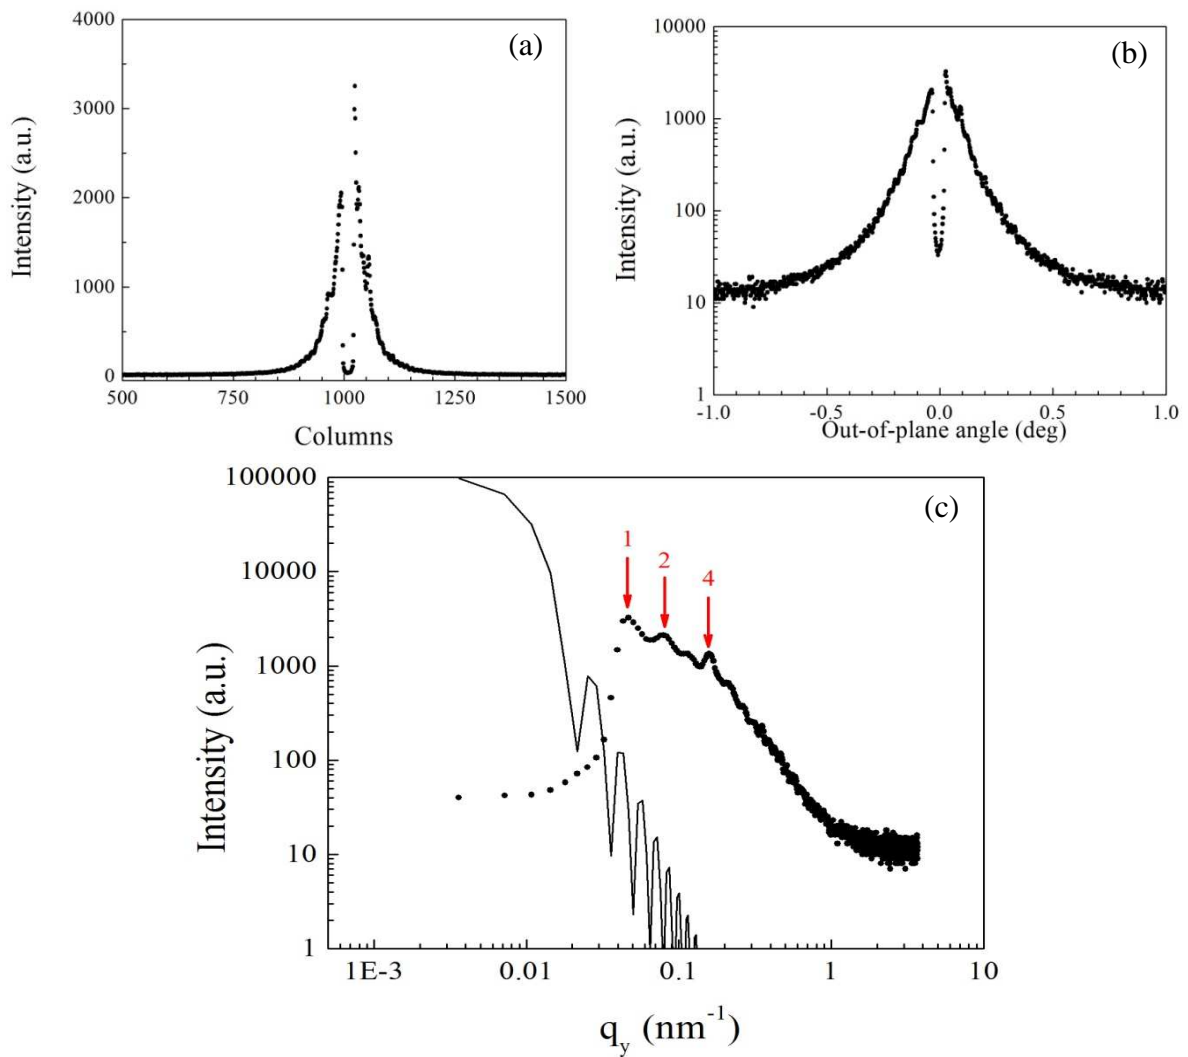 (a)
4000
3000
2000
1000
0
Intensity (a.u.)
500 750 1000 1250 1500
Columns
(b)
10000
1000
100
10
1
Intensity (a.u.)
-1.0 -0.5 0.0 0.5 1.0
Out-of-plane angle (deg)
(c)
100000
10000
1000
100
10
1
Intensity (a.u.)
1
2
4
1E-3 0.01 0.1 1 10
q_y (nm^-1)